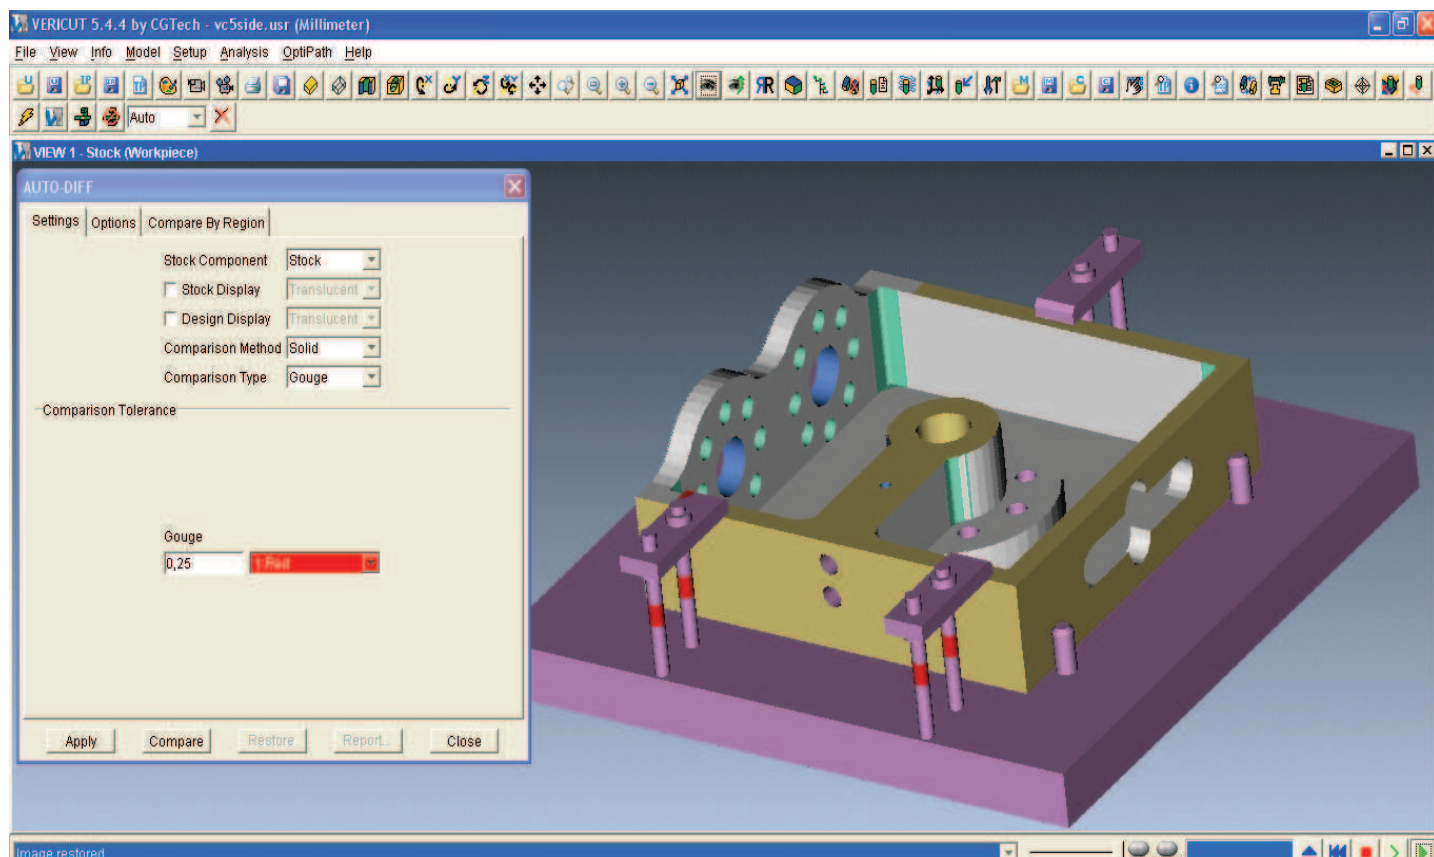 VERICUT 5.4.4 by CGTech - vc5side.usr (Millimeter)
File View Info Model Setup Analysis OptiPath Help
Auto
VIEW 1 - Stock (Workpiece)
AUTO-DIFF
Settings Options Compare By Region
Stock Component Stock
Stock Display Translucent
Design Display Translucent
Comparison Method Solid
Comparison Type Gouge
Comparison Tolerance
Gouge
0,25 1:Red
Apply Compare Restore Report... Close
Image restored